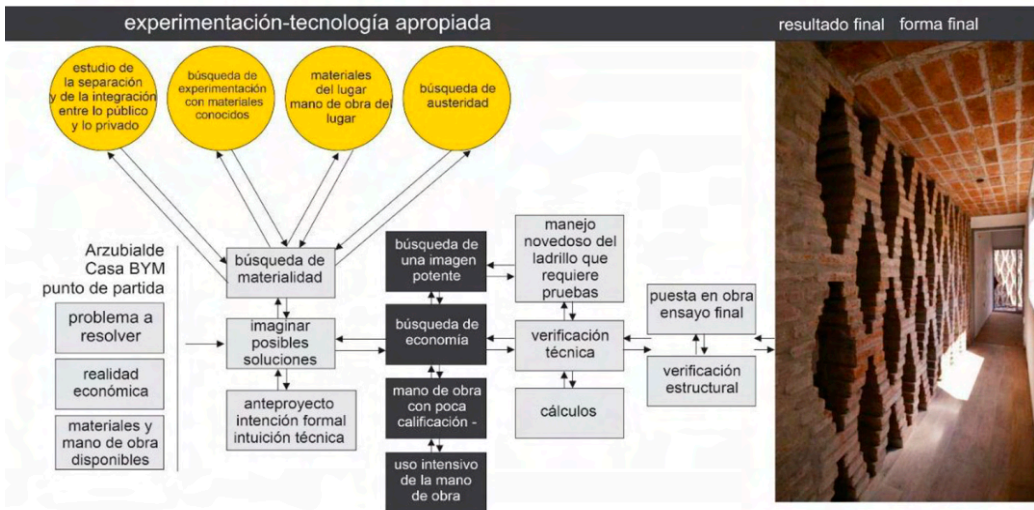 experimentación-tecnología apropiada
resultado final
forma final
estudio de
la separación
y de la integración
entre lo público
y lo privado
búsqueda de
experimentación
con materiales
conocidos
materiales
del lugar
mano de obra del
lugar
búsqueda
de
austeridad
Arzubialde
Casa BYM
punto de partida
problema a
resolver
realidad
económica
materiales y
mano de obra
disponibles
búsqueda de
materialidad
imaginar
posibles
soluciones
anteproyecto
intención formal
intuición técnica
búsqueda de
una imagen
potente
búsqueda de
economía
mano de obra
con poca
calificación -
uso intensivo
de la mano
de obra
manejo
novedoso del
ladrillo que
requiere
pruebas
verificación
técnica
cálculos
puesta en obra
ensayo final
verificación
estructural